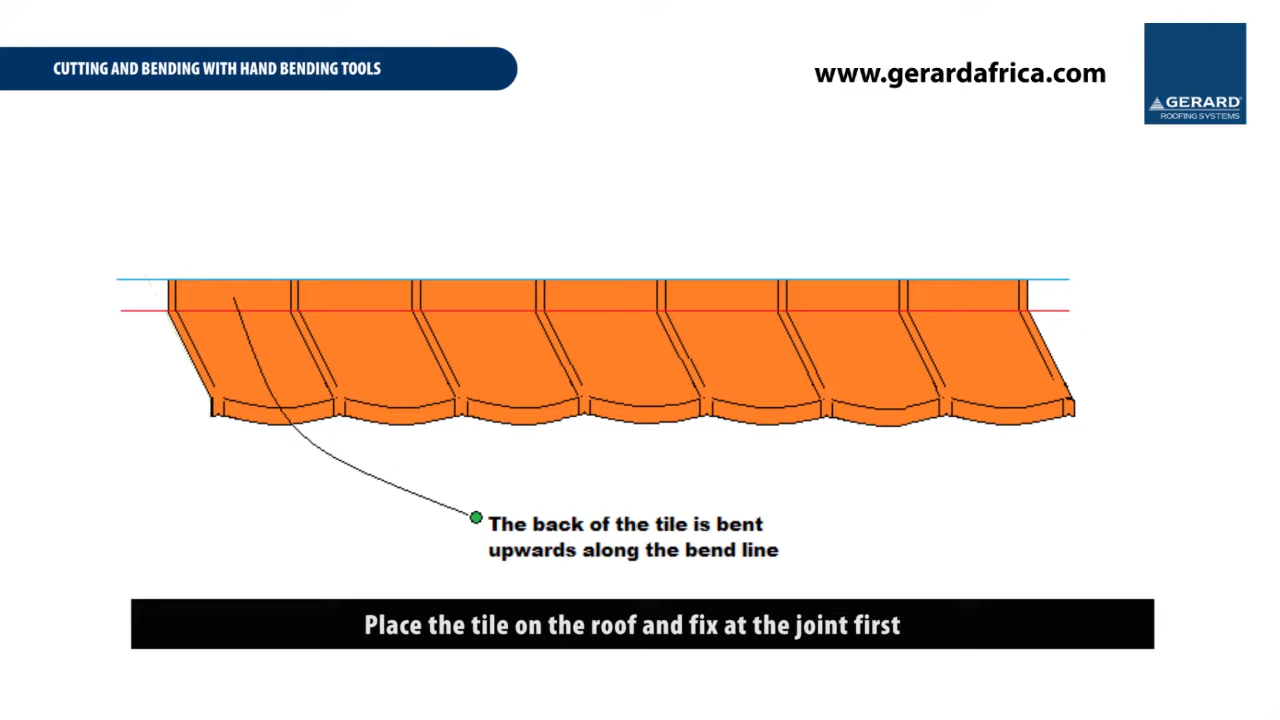 CUTTING AND BENDING WITH HAND BENDING TOOLS
www.gerardafrica.com
GERARD®
ROOFING SYSTEMS
The back of the tile is bent
upwards along the bend line
Place the tile on the roof and fix at the joint first